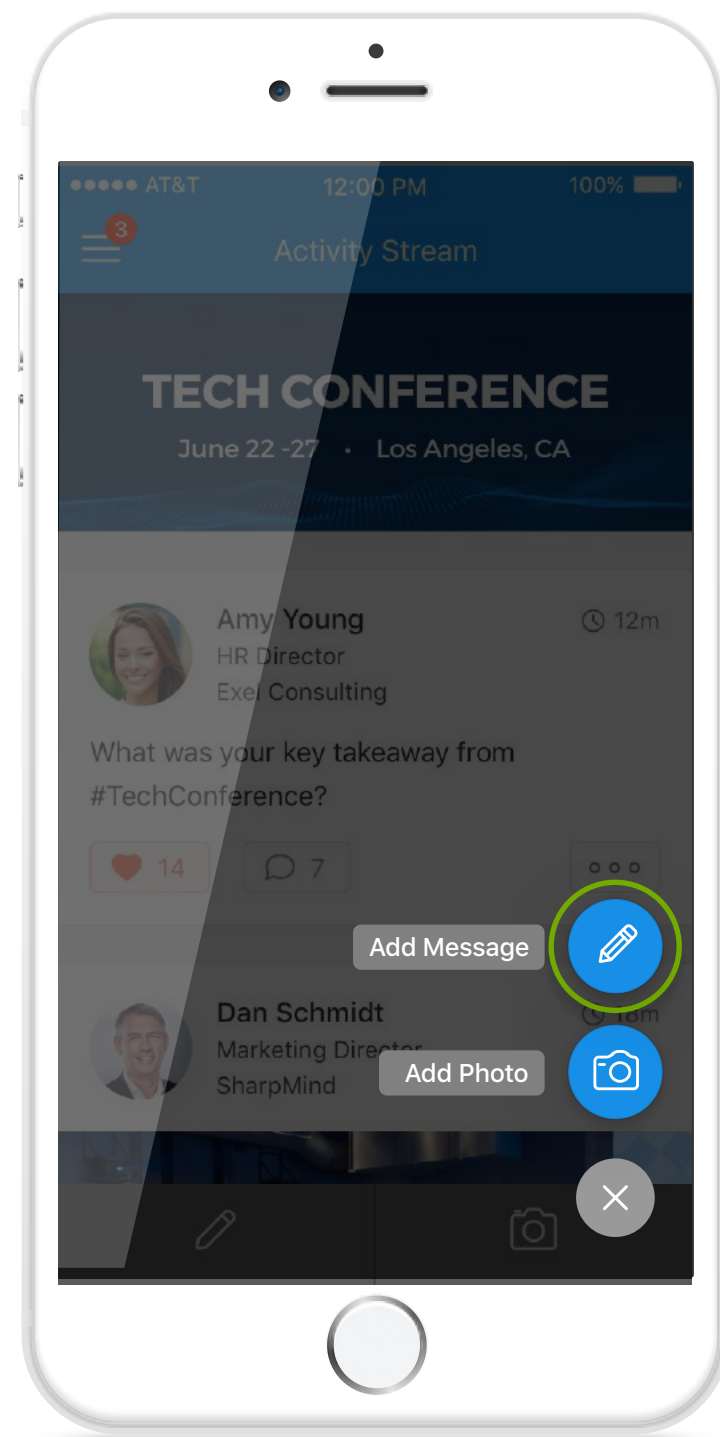 AT&T 12:00 PM 100%
3
Activity Stream
TECH CONFERENCE
June 22 -27 • Los Angeles, CA
Amy Young 12m
HR Director
Exel Consulting
What was your key takeaway from
#TechConference?
14 7
Add Message
Dan Schmidt 18m
Marketing Director
SharpMind
Add Photo